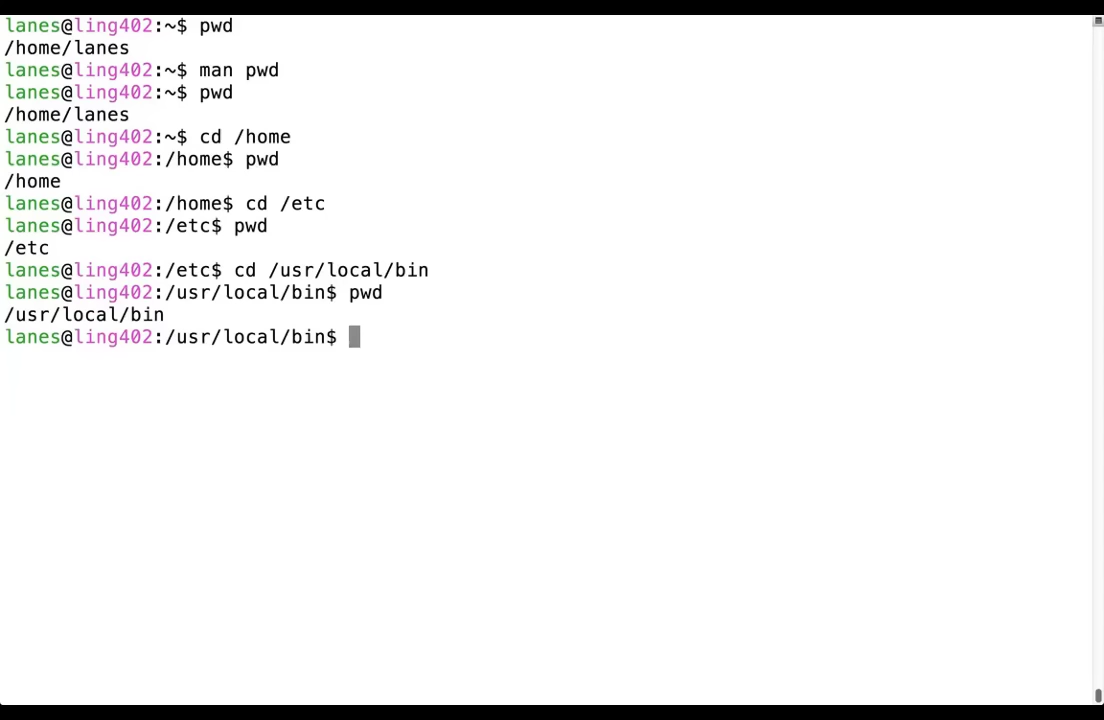 lanes@ling402:~$ pwd
/home/lanes
lanes@ling402:~$ man pwd
lanes@ling402:~$ pwd
/home/lanes
lanes@ling402:~$ cd /home
lanes@ling402:/home$ pwd
/home
lanes@ling402:/home$ cd /etc
lanes@ling402:/etc$ pwd
/etc
lanes@ling402:/etc$ cd /usr/local/bin
lanes@ling402:/usr/local/bin$ pwd
/usr/local/bin
lanes@ling402:/usr/local/bin$